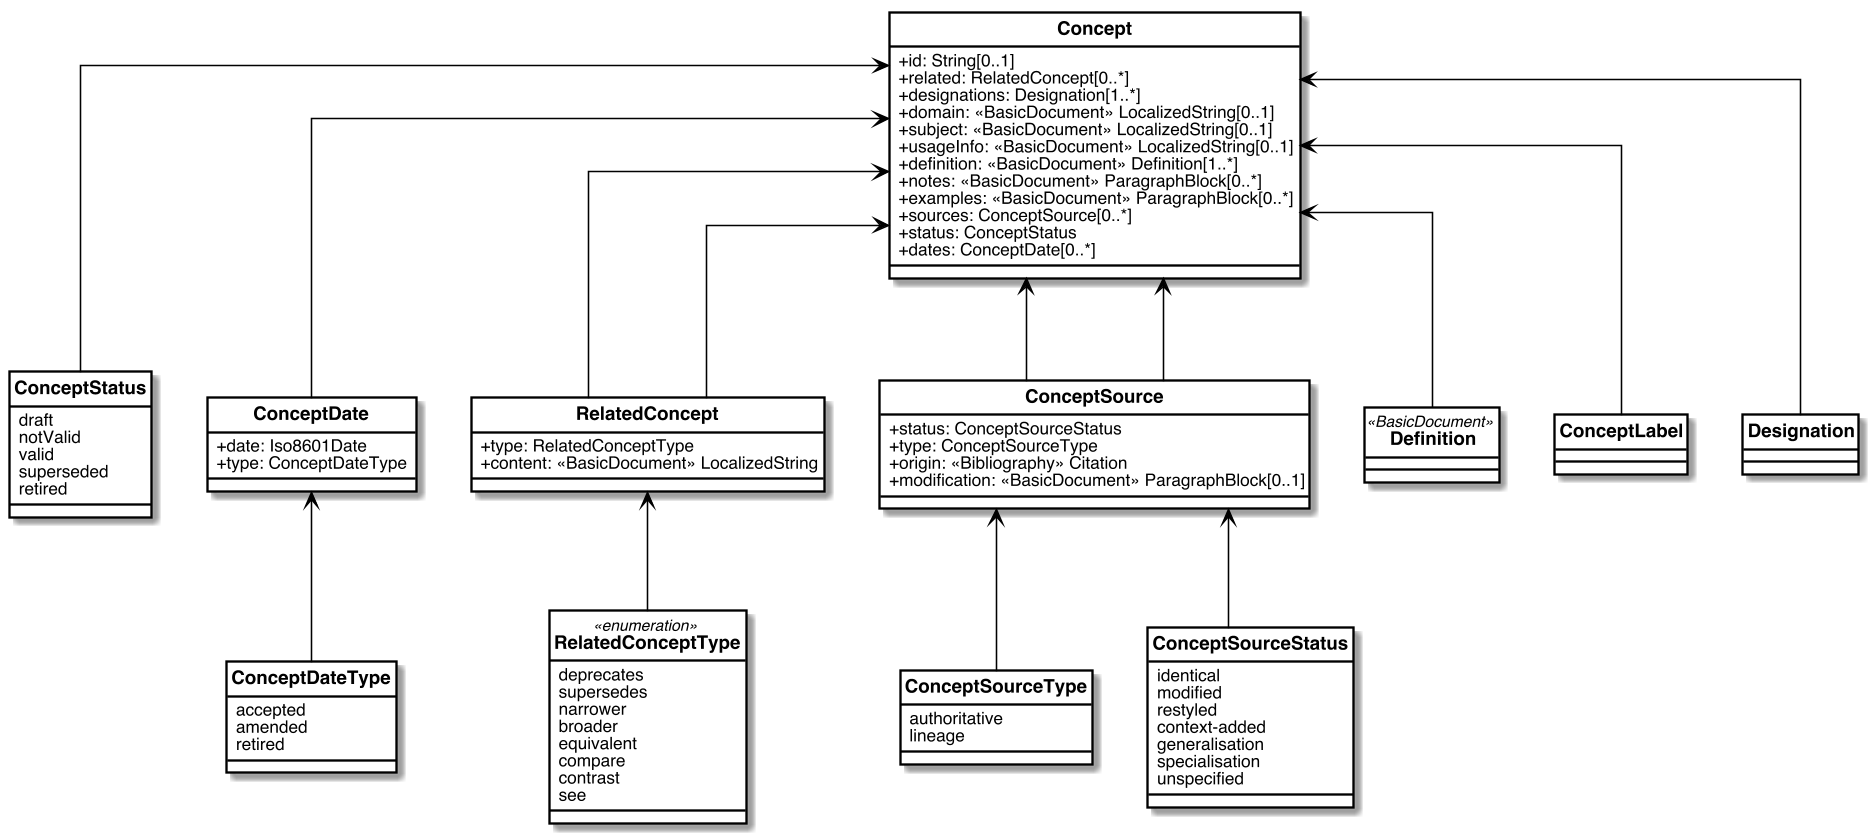 Concept
+id: String[0..1]
+related: RelatedConcept[0..*]
+designations: Designation[1..*]
+domain: «BasicDocument» LocalizedString[0..1]
+subject: «BasicDocument» LocalizedString[0..1]
+usageInfo: «BasicDocument» LocalizedString[0..1]
+definition: «BasicDocument» Definition[1..*]
+notes: «BasicDocument» ParagraphBlock[0..*]
+examples: «BasicDocument» ParagraphBlock[0..*]
+sources: ConceptSource[0..*]
+status: ConceptStatus
+dates: ConceptDate[0..*]
ConceptStatus
draft
notValid
valid
superseded
retired
ConceptDate
+date: Iso8601Date
+type: ConceptDateType
RelatedConcept
+type: RelatedConceptType
+content: «BasicDocument» LocalizedString
ConceptSource
+status: ConceptSourceStatus
+type: ConceptSourceType
+origin: «Bibliography» Citation
+modification: «BasicDocument» ParagraphBlock[0..1]
«BasicDocument»
Definition
ConceptLabel
Designation
ConceptDateType
accepted
amended
retired
«enumeration»
RelatedConceptType
deprecates
supersedes
narrower
broader
equivalent
compare
contrast
see
ConceptSourceType
authoritative
lineage
ConceptSourceStatus
identical
modified
restyled
context-added
generalisation
specialisation
unspecified